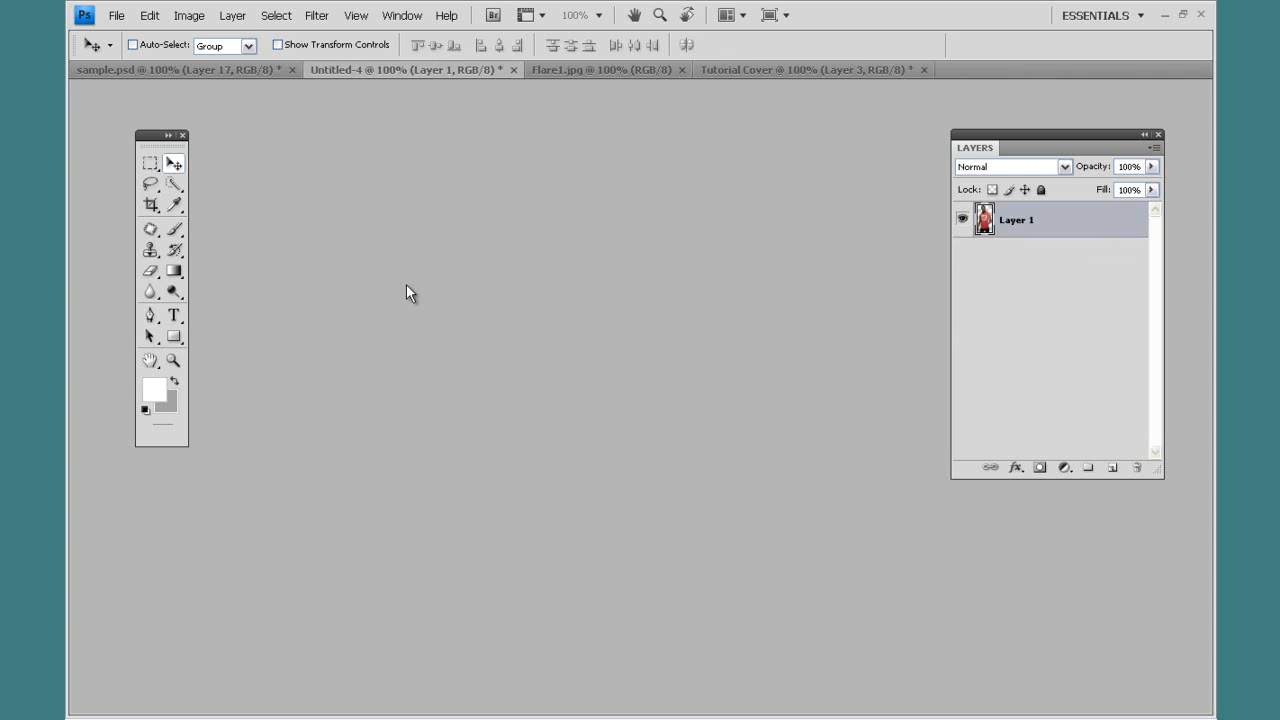 Ps File Edit Image Layer Select Filter View Window Help Br 100% ESSENTIALS
Auto-Select: Group Show Transform Controls
sample.psd @ 100% (Layer 17, RGB/8) * Untitled-4 @ 100% (Layer 1, RGB/8) * Flare1.jpg @ 100% (RGB/8) Tutorial Cover @ 100% (Layer 3, RGB/8) *
LAYERS
Normal Opacity: 100%
Lock: Fill: 100%
Layer 1
T
fx